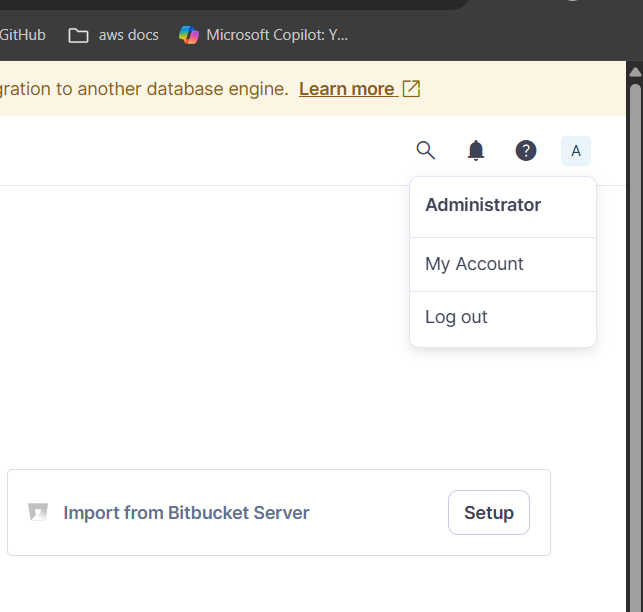 GitHub aws docs Microsoft Copilot: Y...
gration to another database engine. Learn more
? A
Administrator
My Account
Log out
Import from Bitbucket Server Setup